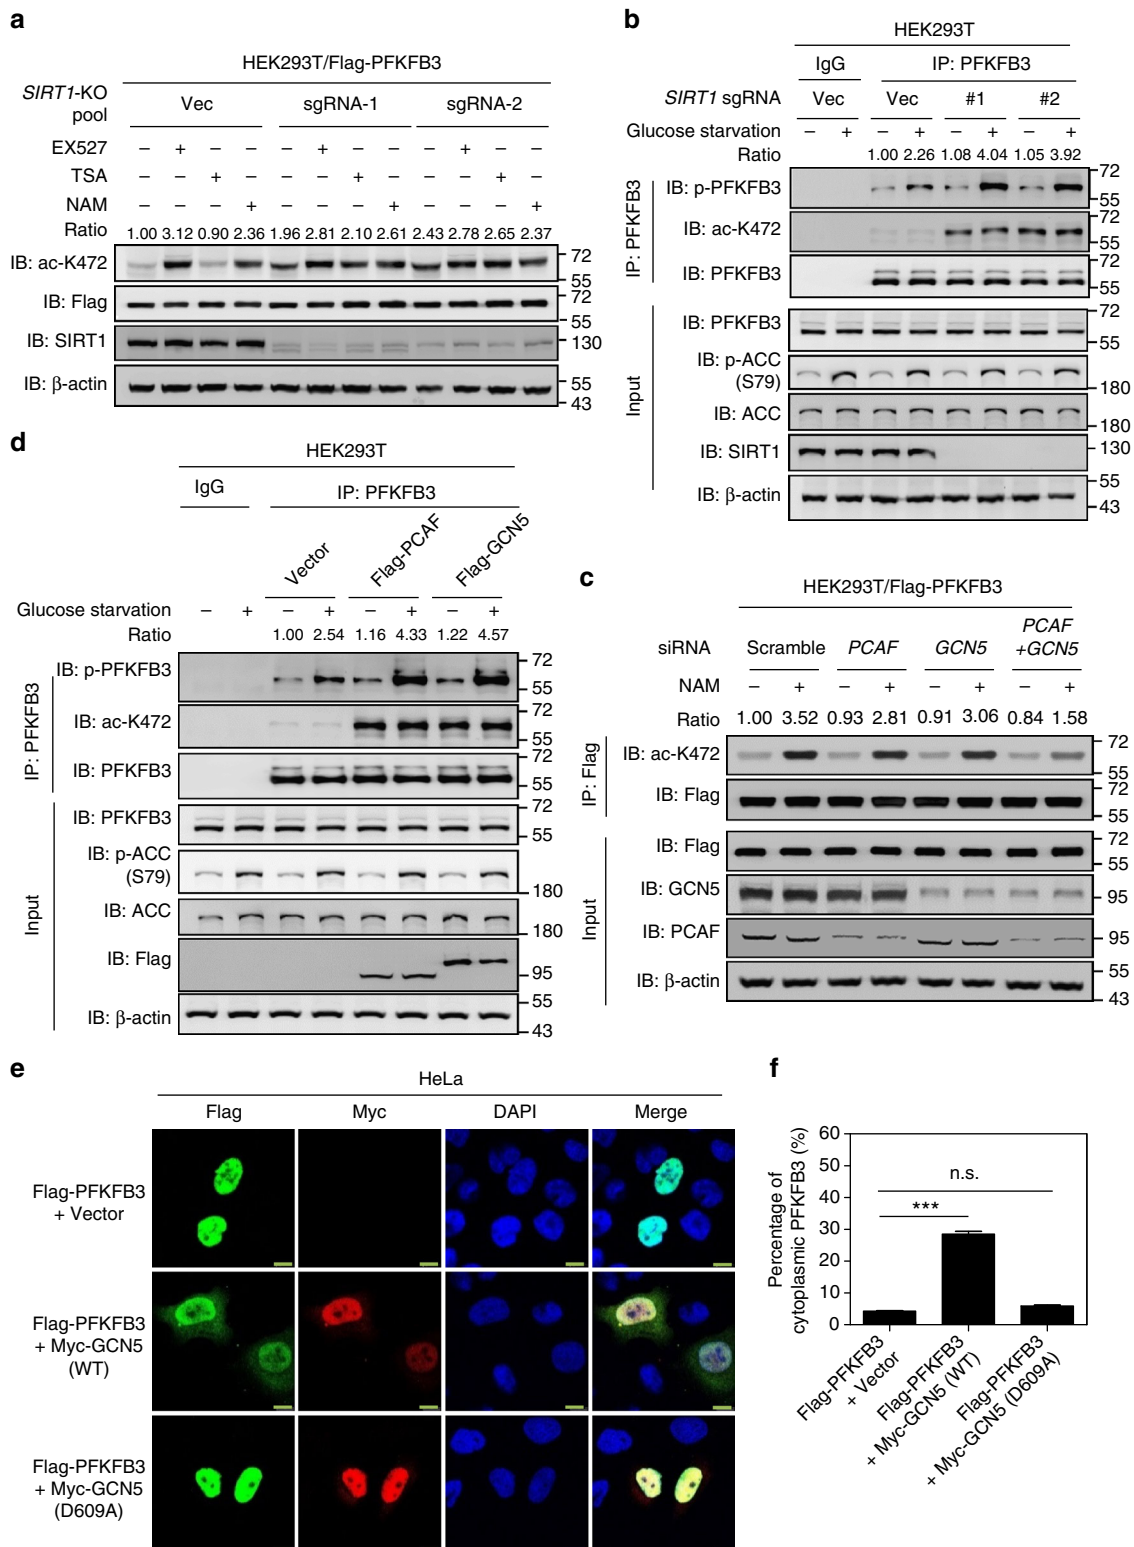 a
HEK293T/Flag-PFKFB3
SIRT1-KO pool
Vec sgRNA-1 sgRNA-2
EX527 – + – – – + – – – + – –
TSA – – + – – – + – – – + –
NAM – – – + – – – + – – – +
Ratio 1.00 3.12 0.90 2.36 1.96 2.81 2.10 2.61 2.43 2.78 2.65 2.37
IB: ac-K472 72 55
IB: Flag 72 55
IB: SIRT1 130
IB: β-actin 55 43
b
HEK293T
IgG IP: PFKFB3
SIRT1 sgRNA Vec Vec #1 #2
Glucose starvation – + – + – + – +
Ratio 1.00 2.26 1.08 4.04 1.05 3.92
IP: PFKFB3
IB: p-PFKFB3 72 55
IB: ac-K472 72 55
IB: PFKFB3 72 55
Input
IB: PFKFB3 72 55
IB: p-ACC (S79) 180
IB: ACC 180
IB: SIRT1 130
IB: β-actin 55 43
d
HEK293T
IgG IP: PFKFB3
Vector Flag-PCAF Flag-GCN5
Glucose starvation – + – + – + – +
Ratio 1.00 2.54 1.16 4.33 1.22 4.57
IP: PFKFB3
IB: p-PFKFB3 72 55
IB: ac-K472 72 55
IB: PFKFB3 72 55
Input
IB: PFKFB3 72 55
IB: p-ACC (S79) 180
IB: ACC 180
IB: Flag 95
IB: β-actin 55 43
c
HEK293T/Flag-PFKFB3
siRNA Scramble PCAF GCN5 PCAF +GCN5
NAM – + – + – + – +
Ratio 1.00 3.52 0.93 2.81 0.91 3.06 0.84 1.58
IP: Flag
IB: ac-K472 72 55
IB: Flag 72 55
Input
IB: Flag 72 55
IB: GCN5 95
IB: PCAF 95
IB: β-actin 55 43
e
HeLa
Flag Myc DAPI Merge
Flag-PFKFB3
+ Vector
Flag-PFKFB3
+ Myc-GCN5
(WT)
Flag-PFKFB3
+ Myc-GCN5
(D609A)
f
Percentage of
cytoplasmic PFKFB3 (%)
60
50
40
30
20
10
0
n.s.
***
Flag-PFKFB3
+ Vector
Flag-PFKFB3
+ Myc-GCN5 (WT)
Flag-PFKFB3
+ Myc-GCN5 (D609A)